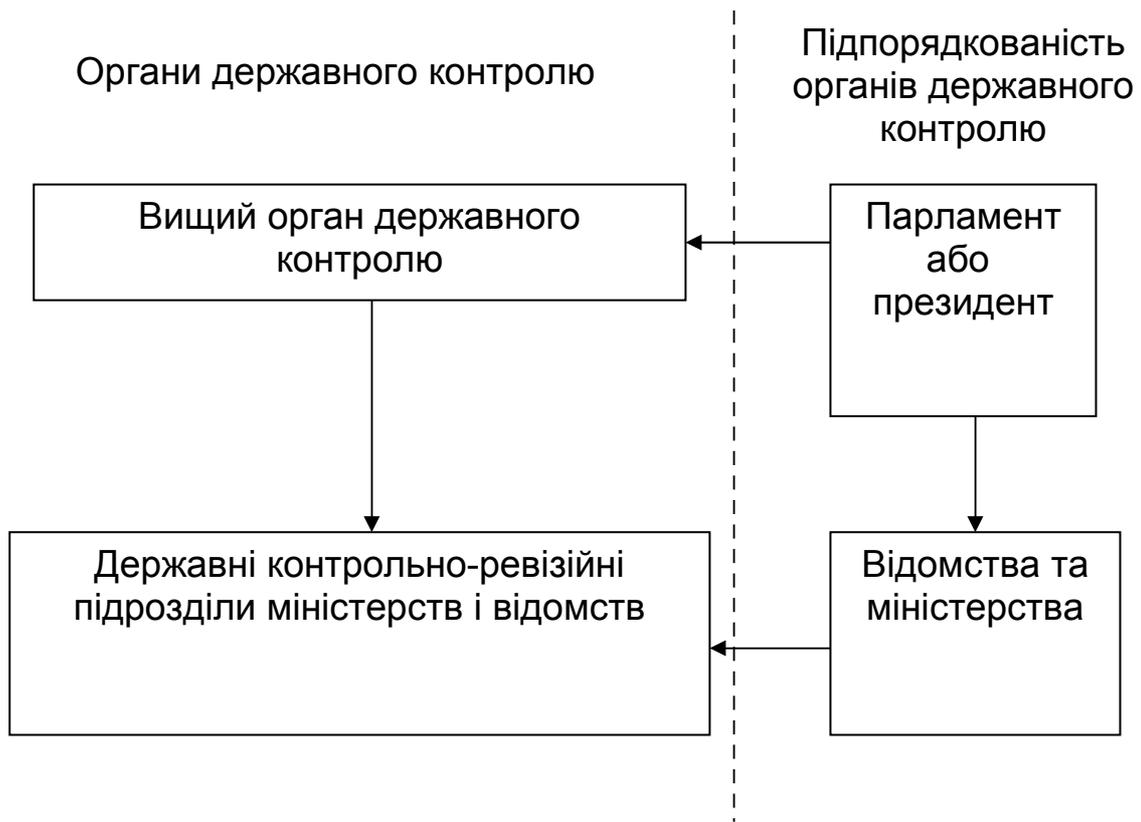 Органи державного контролю
Підпорядкованість
органів державного
контролю
Вищий орган державного
контролю
Парламент
або
президент
Державні контрольно-ревізійні
підрозділи міністерств і відомств
Відомства та
міністерства